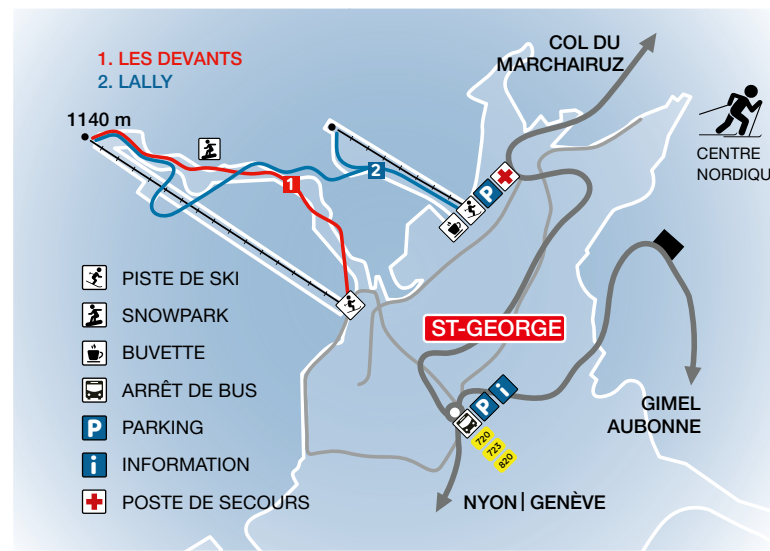 1. LES DEVANTS
2. LALLY
COL DU
MARCHAIRUZ
1140 m
CENTRE
NORDIQU
1
2
P
PISTE DE SKI
SNOWPARK
BUVETTE
ARRÊT DE BUS
P PARKING
i INFORMATION
POSTE DE SECOURS
ST-GEORGE
P
i
720
723
820
GIMEL
AUBONNE
NYON | GENÈVE